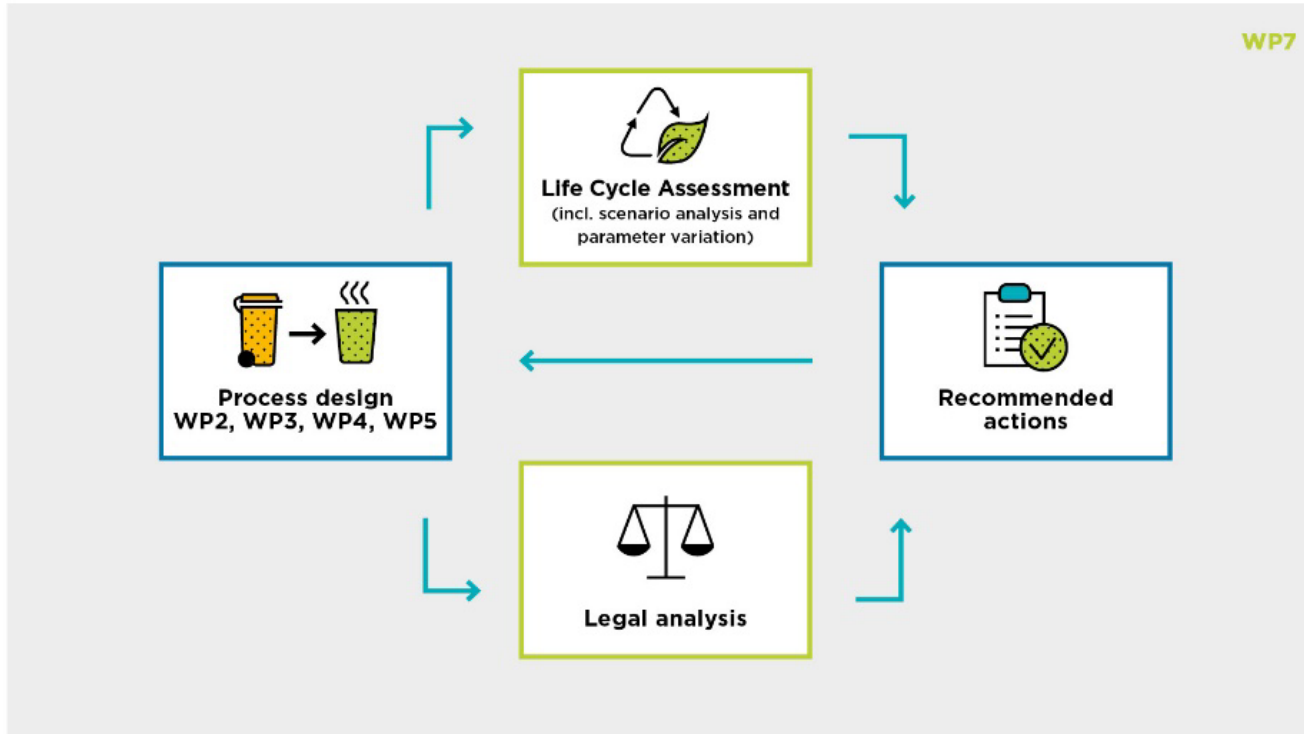 WP7
Life Cycle Assessment
(incl. scenario analysis and
parameter variation)
Process design
WP2, WP3, WP4, WP5
Recommended
actions
Legal analysis